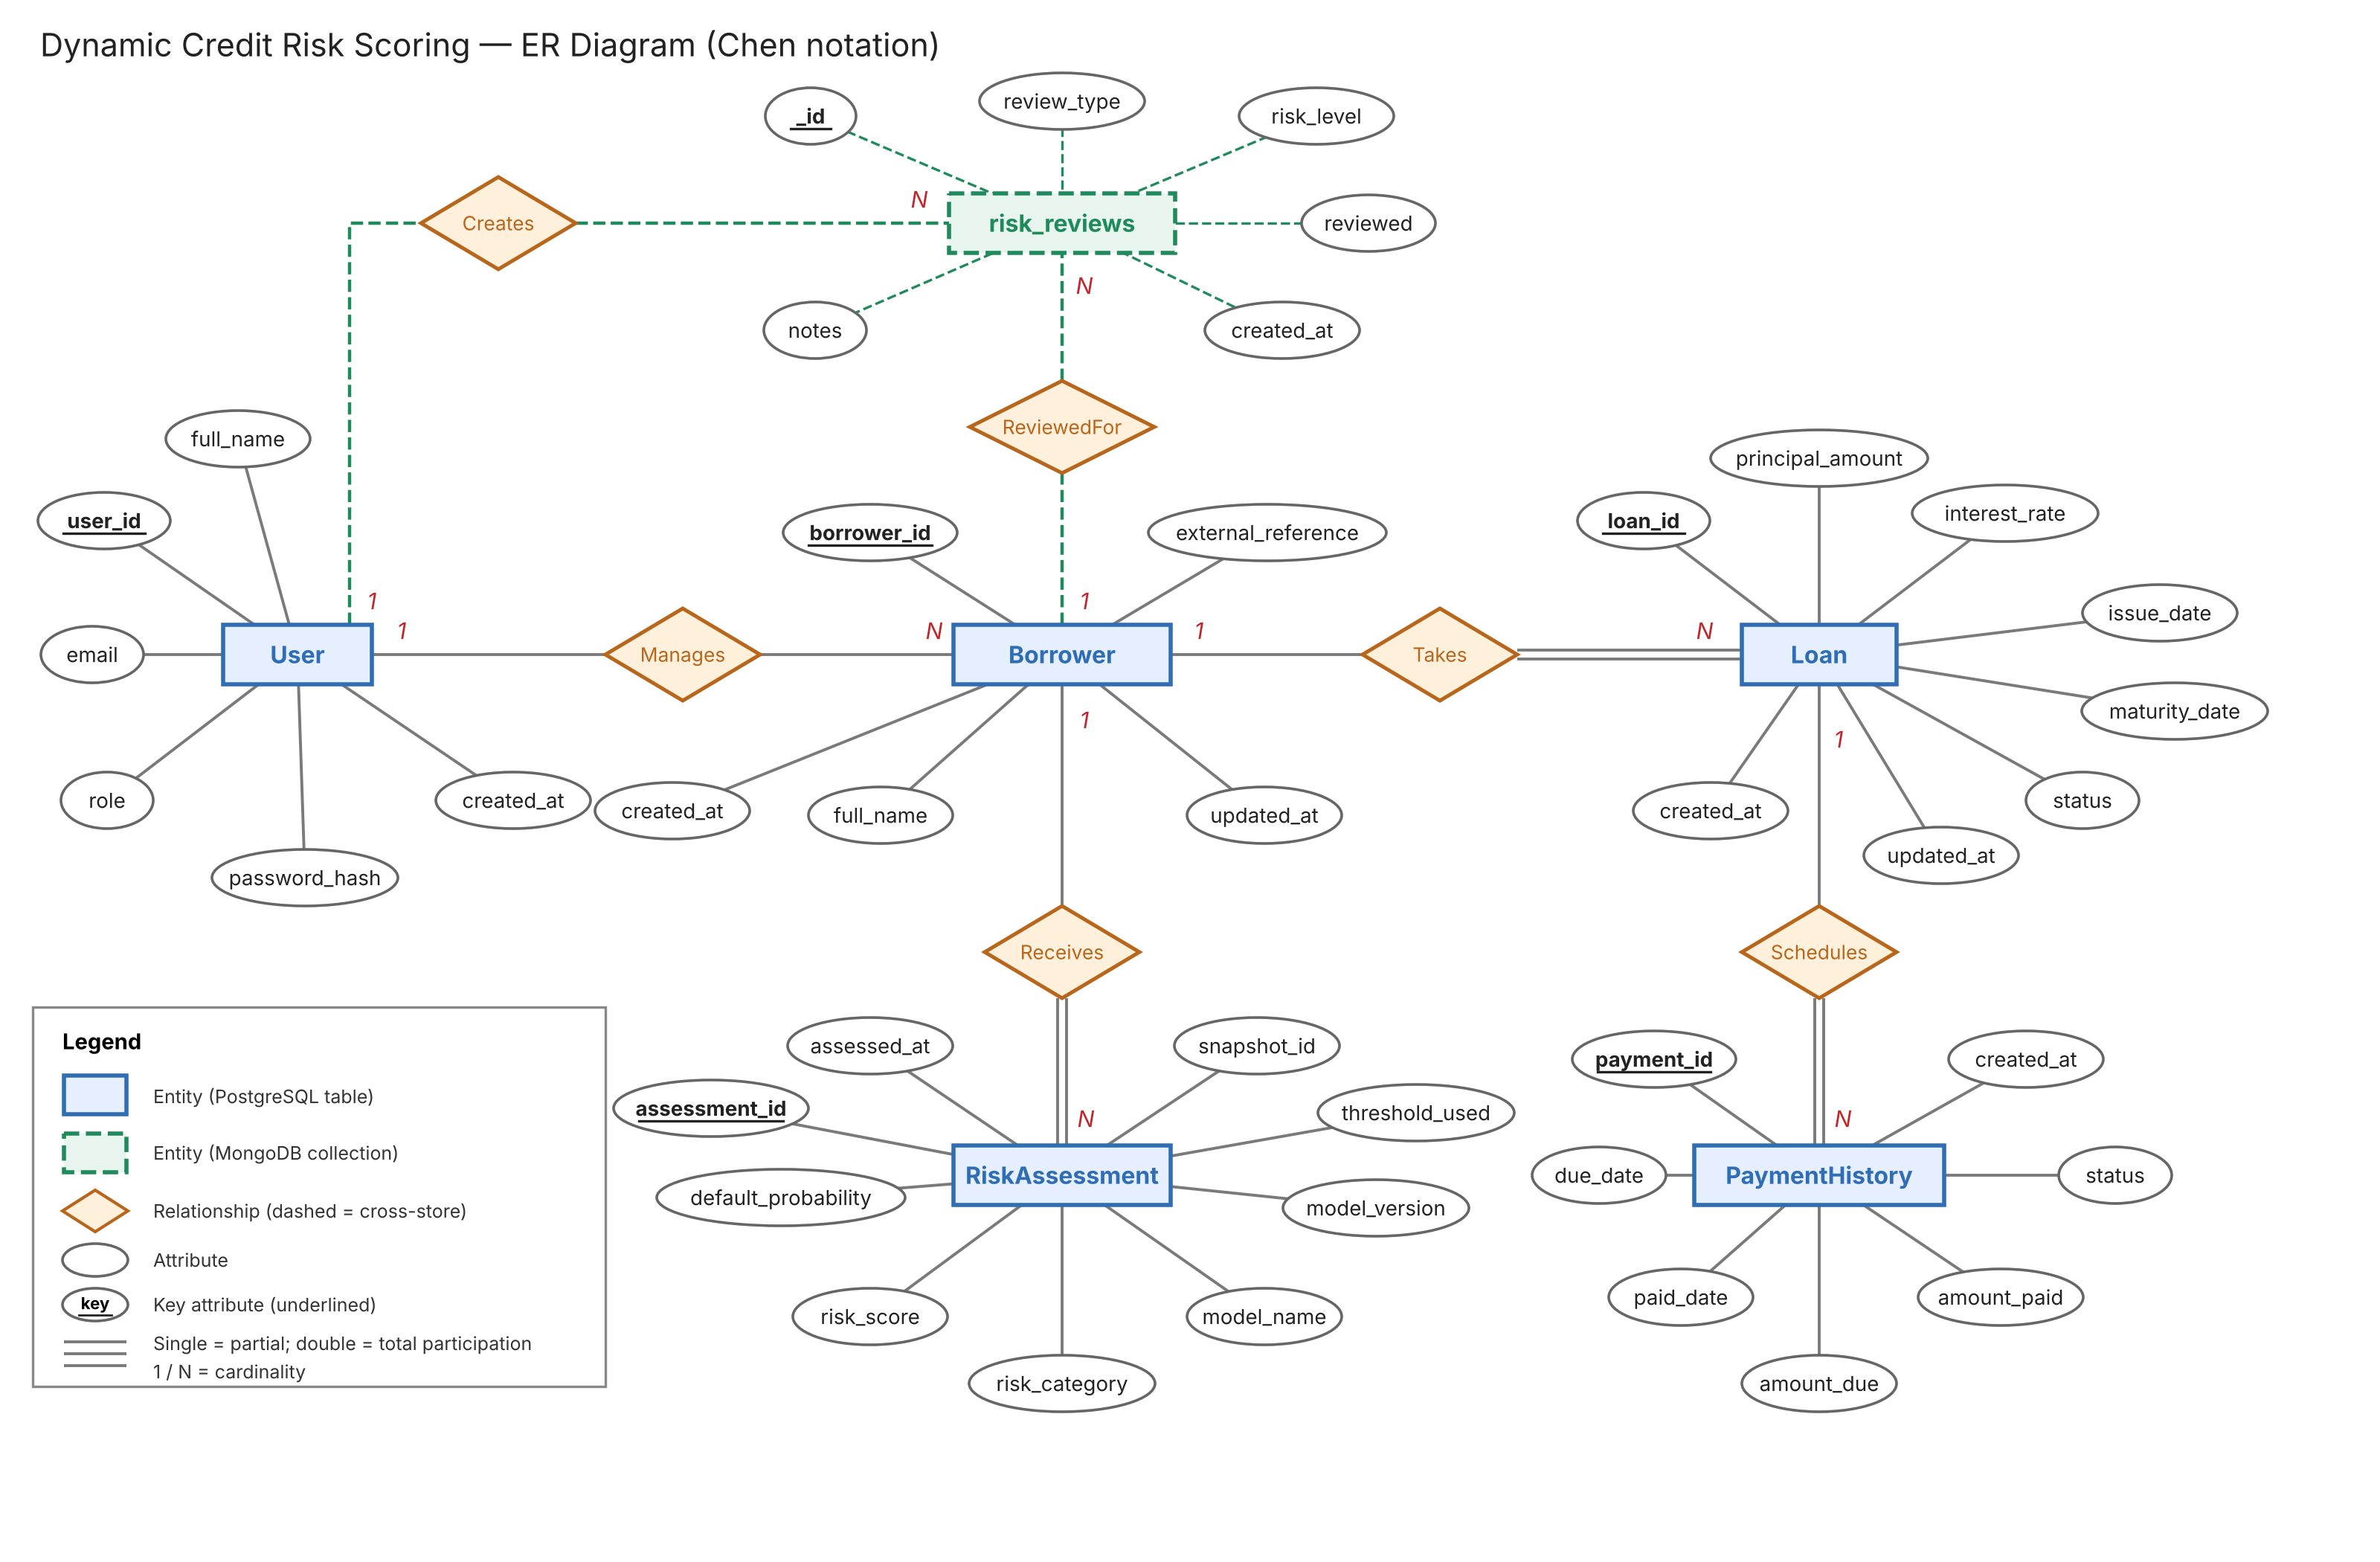 Dynamic Credit Risk Scoring — ER Diagram (Chen notation)
_id
review_type
risk_level
Creates
N
risk_reviews
reviewed
N
notes
created_at
ReviewedFor
full_name
principal_amount
user_id
borrower_id
external_reference
loan_id
interest_rate
issue_date
1
1
1
N
1
N
email
User
Manages
Borrower
Takes
Loan
maturity_date
1
1
role
created_at
created_at
full_name
updated_at
created_at
status
updated_at
password_hash
Receives
Schedules
assessed_at
snapshot_id
payment_id
created_at
assessment_id
threshold_used
N
N
default_probability
RiskAssessment
model_version
due_date
PaymentHistory
status
risk_score
model_name
paid_date
amount_paid
risk_category
amount_due
Legend
Entity (PostgreSQL table)
Entity (MongoDB collection)
Relationship (dashed = cross-store)
Attribute
key
Key attribute (underlined)
Single = partial; double = total participation
1 / N = cardinality